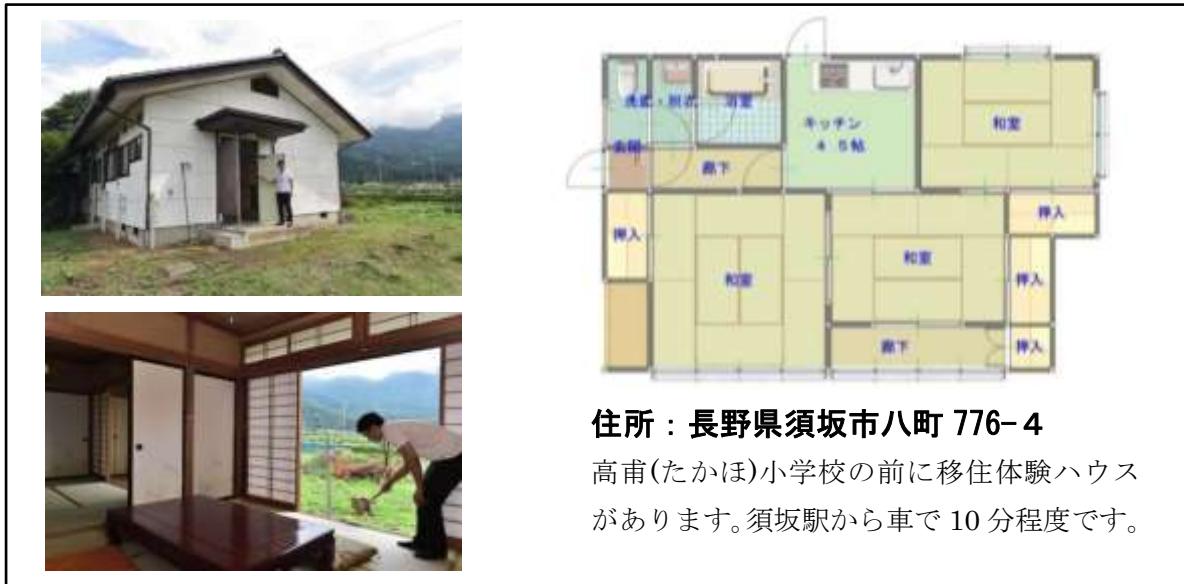 洗面・脱衣
浴室
キッチン
4 5帖
和室
玄関
廊下
押入
押入
和室
和室
押入
廊下
押入
住所：長野県須坂市八町 776-4
高甫(たかほ)小学校の前に移住体験ハウス
があります。須坂駅から車で 10 分程度です。